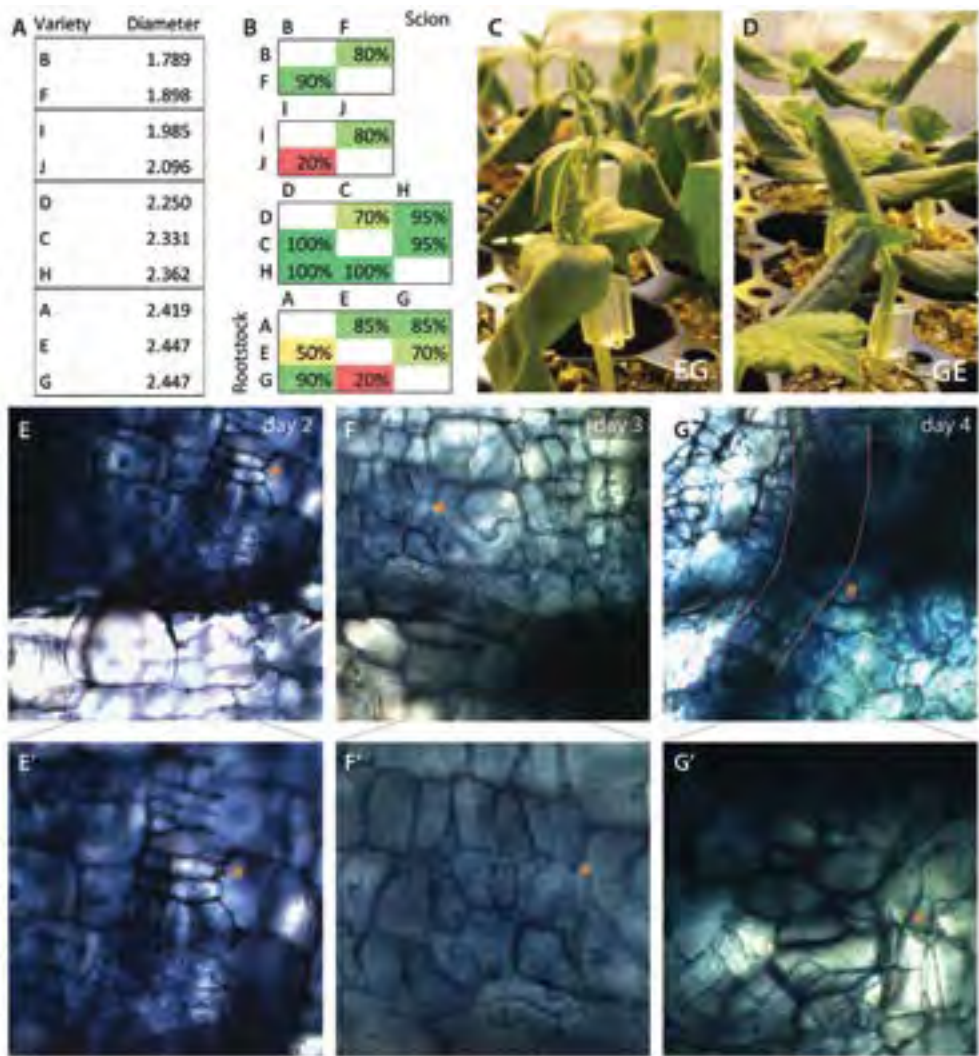 A Variety Diameter
B 1.789
F 1.898
I 1.985
J 2.096
D 2.250
C 2.331
H 2.362
A 2.419
E 2.447
G 2.447
B
Scion
B F
B 80%
F 90%
I J
I 80%
J 20%
D C H
D 70% 95%
C 100% 95%
H 100% 100%
A E G
A 85% 85%
E 50% 70%
G 90% 20%
Rootstock
C
EG
D
GE
E day 2
F day 3
G day 4
E'
F'
G'